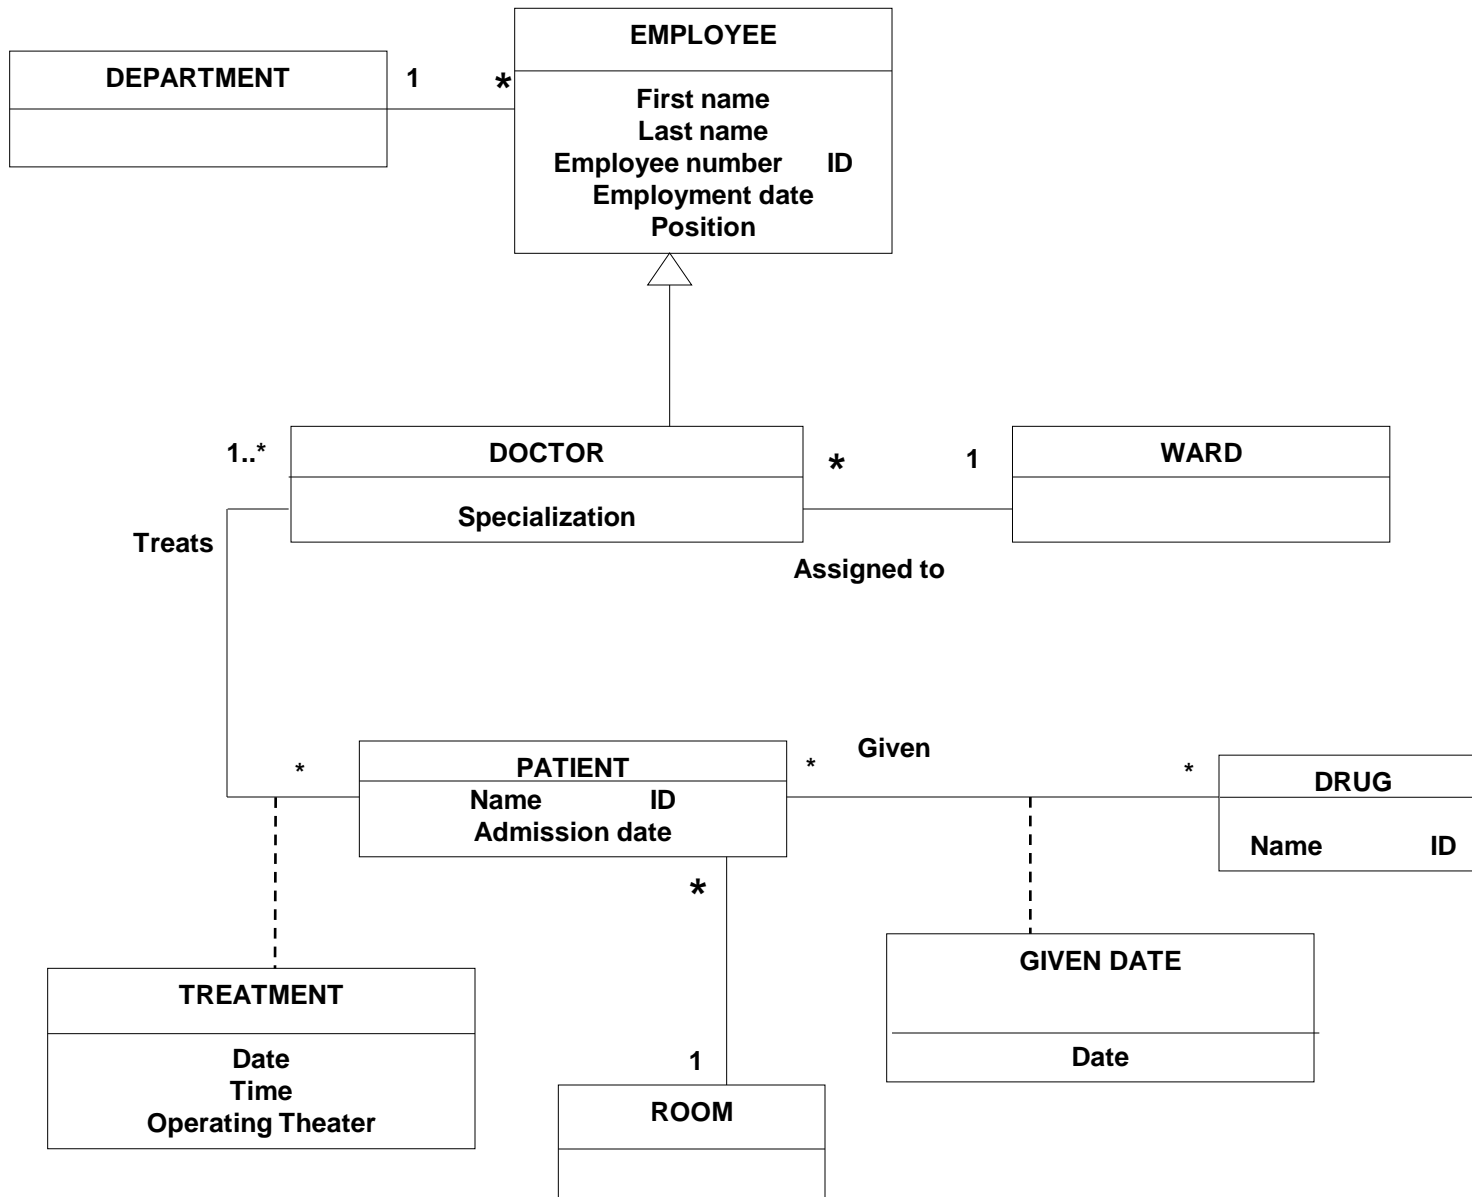 EMPLOYEE
DEPARTMENT
1
*
First name
Last name
Employee number ID
Employment date
Position
1..*
DOCTOR
*
1
WARD
Specialization
Treats
Assigned to
Given
*
PATIENT
*
*
DRUG
Name ID
Admission date
Name ID
*
GIVEN DATE
TREATMENT
Date
Date
Time
Operating Theater
1
ROOM